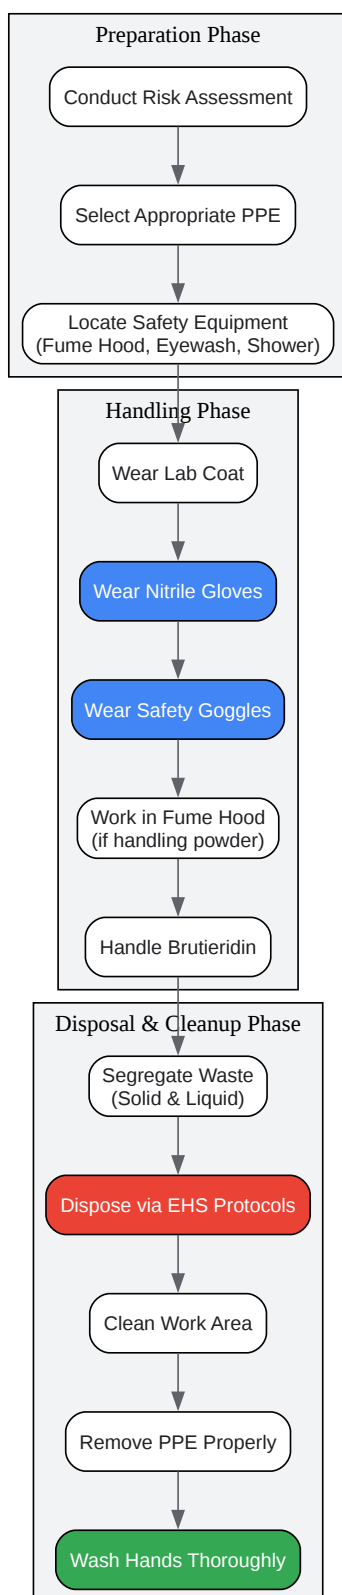 Preparation Phase
Conduct Risk Assessment
Select Appropriate PPE
Locate Safety Equipment
(Fume Hood, Eyewash, Shower)
Handling Phase
Wear Lab Coat
Wear Nitrile Gloves
Wear Safety Goggles
Work in Fume Hood
(if handling powder)
Handle Brutieridin
Disposal & Cleanup Phase
Segregate Waste
(Solid & Liquid)
Dispose via EHS Protocols
Clean Work Area
Remove PPE Properly
Wash Hands Thoroughly